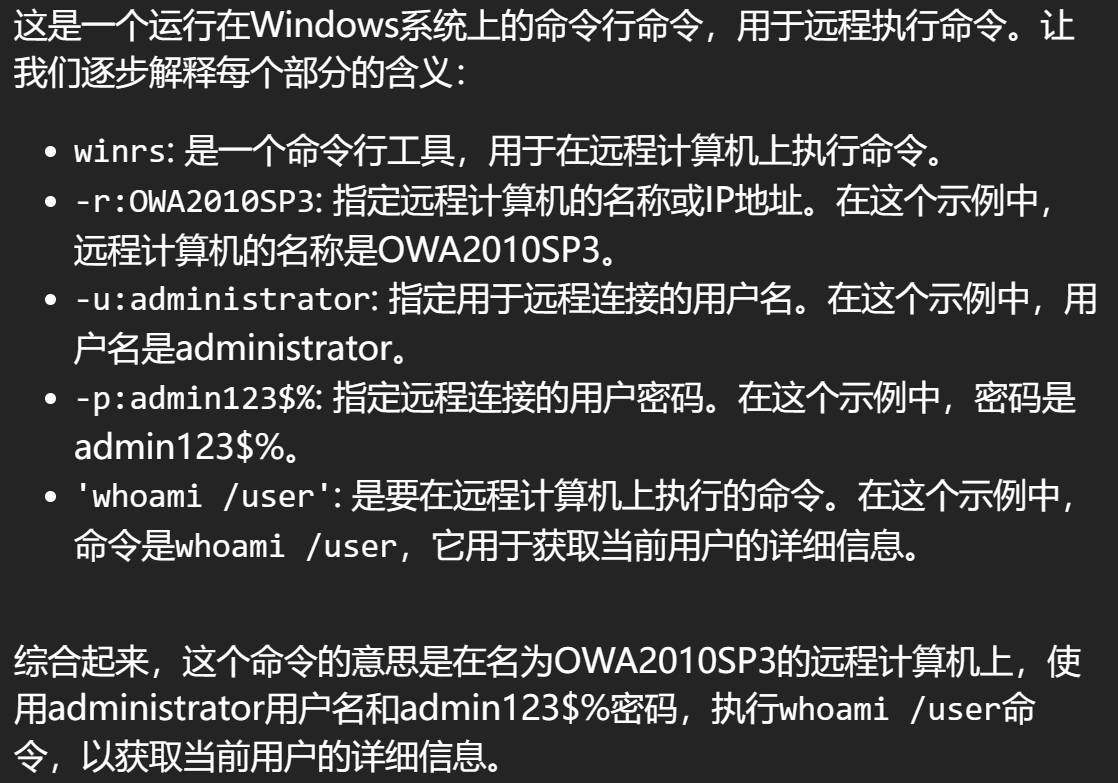 这是一个运行在Windows系统上的命令行命令，用于远程执行命令。让
我们逐步解释每个部分的含义：
• winrs: 是一个命令行工具，用于在远程计算机上执行命令。
• -r:OWA2010SP3: 指定远程计算机的名称或IP地址。在这个示例中，
远程计算机的名称是OWA2010SP3。
• -u:administrator: 指定用于远程连接的用户名。在这个示例中，用
户名是administrator。
• -p:admin123$%: 指定远程连接的用户密码。在这个示例中，密码是
admin123$%。
• 'whoami /user': 是要在远程计算机上执行的命令。在这个示例中，
命令是whoami /user，它用于获取当前用户的详细信息。
综合起来，这个命令的意思是在名为OWA2010SP3的远程计算机上，使
用administrator用户名和admin123$%密码，执行whoami /user命
令，以获取当前用户的详细信息。